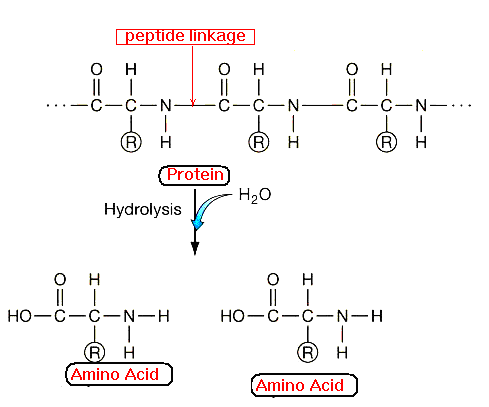 peptide linkage
O H O H O H
··· C C N C C N C C N ···
R H R H R H
Protein
H₂O
Hydrolysis
O H O H
HO C C N H HO C C N H
R H R H
Amino Acid
Amino Acid